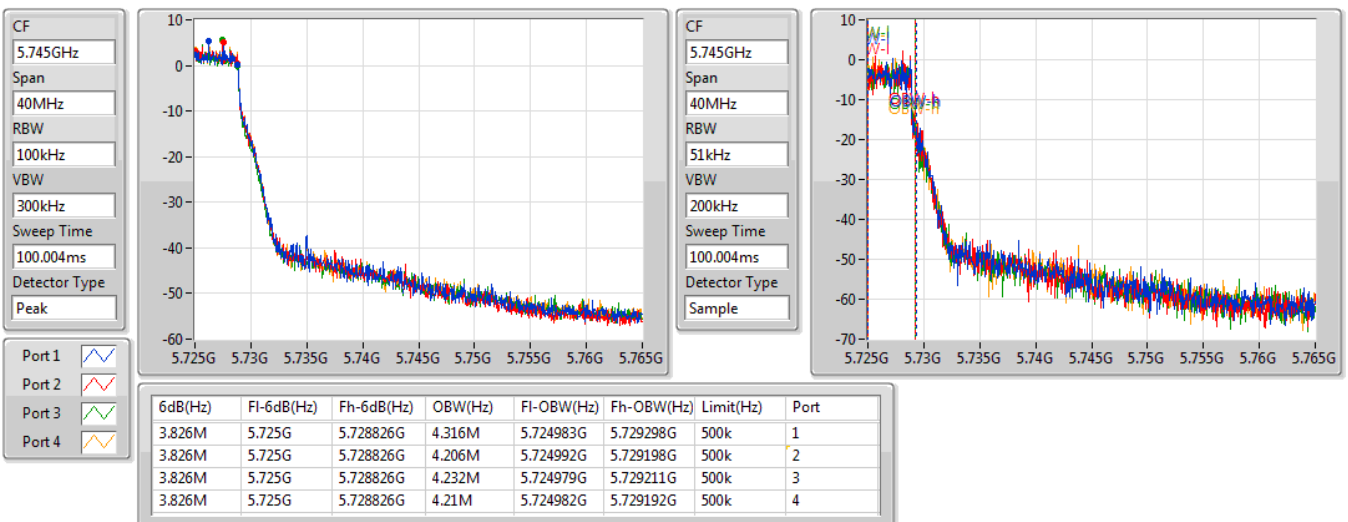 CF
5.745GHz
Span
40MHz
RBW
100kHz
VBW
300kHz
Sweep Time
100.004ms
Detector Type
Peak
10
0
-10
-20
-30
-40
-50
-60
5.725G 5.73G 5.735G 5.74G 5.745G 5.75G 5.755G 5.76G 5.765G
CF
5.745GHz
Span
40MHz
RBW
51kHz
VBW
200kHz
Sweep Time
100.004ms
Detector Type
Sample
10
0
-10
-20
-30
-40
-50
-60
-70
OBW-h
5.725G 5.73G 5.735G 5.74G 5.745G 5.75G 5.755G 5.76G 5.765G
Port 1
Port 2
Port 3
Port 4
6dB(Hz) Fl-6dB(Hz) Fh-6dB(Hz) OBW(Hz) Fl-OBW(Hz) Fh-OBW(Hz) Limit(Hz) Port
3.826M 5.725G 5.728826G 4.316M 5.724983G 5.729298G 500k 1
3.826M 5.725G 5.728826G 4.206M 5.724992G 5.729198G 500k 2
3.826M 5.725G 5.728826G 4.232M 5.724979G 5.729211G 500k 3
3.826M 5.725G 5.728826G 4.21M 5.724982G 5.729192G 500k 4